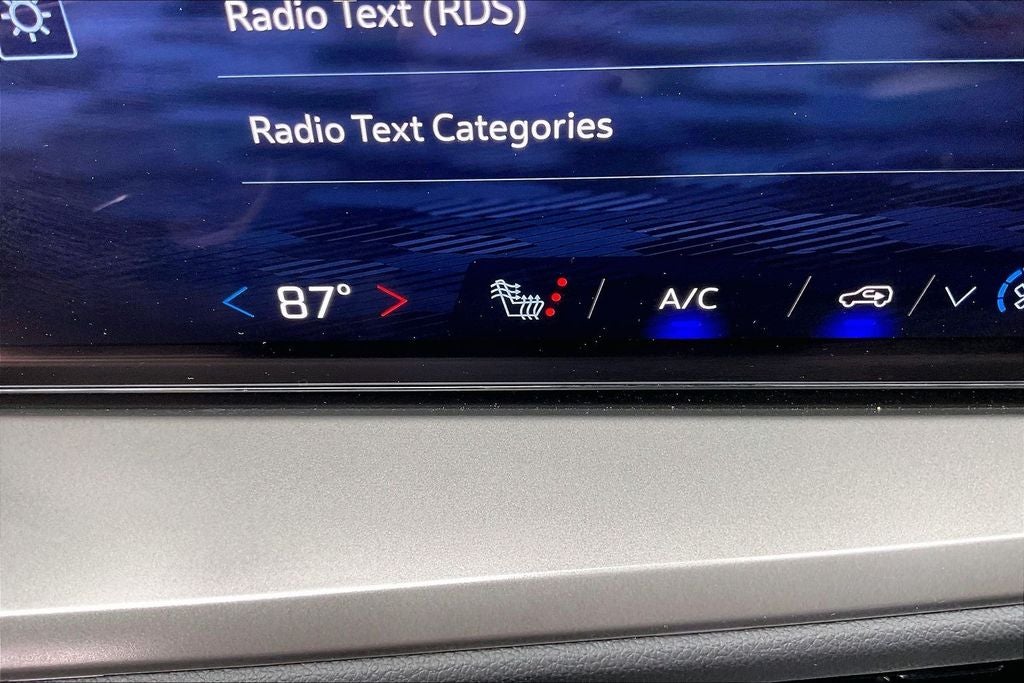 Radio Text (RDS)
Radio Text Categories
87° A/C